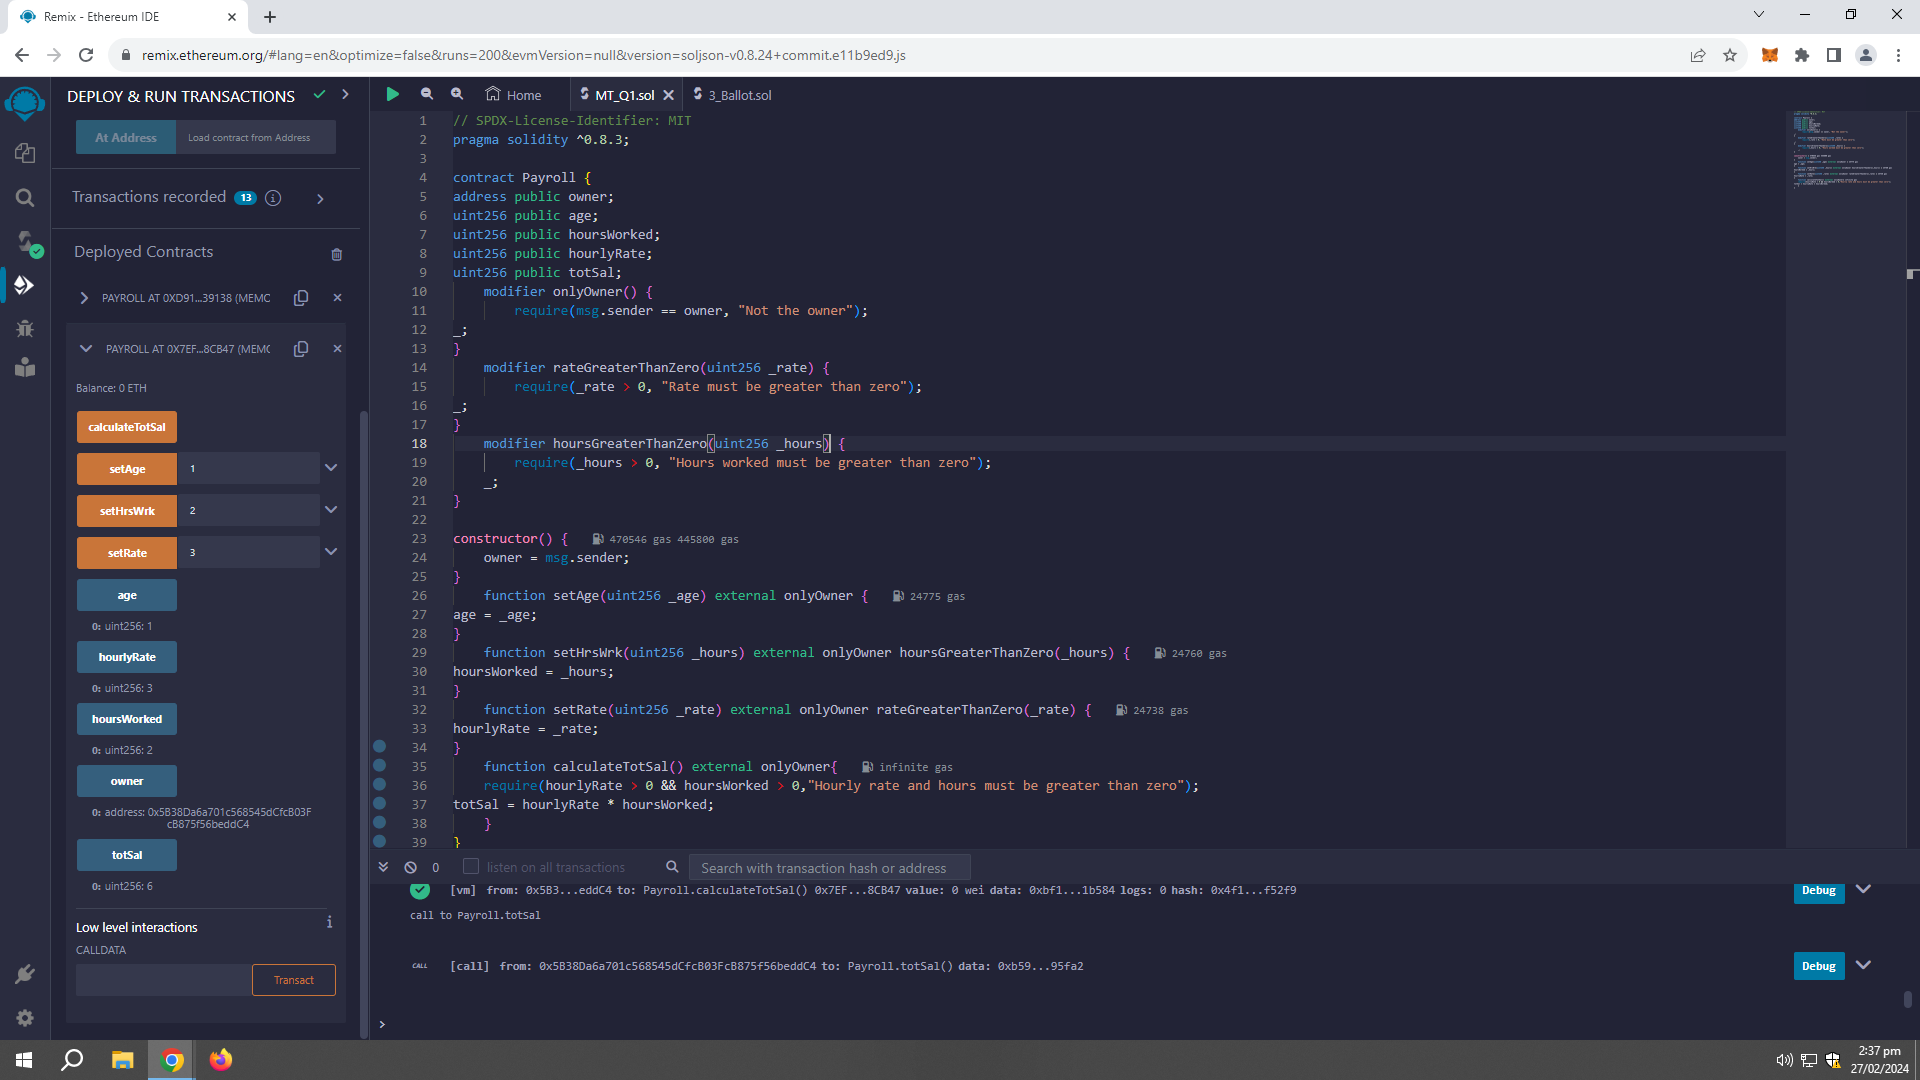 Remix - Ethereum IDE
remix.ethereum.org/#lang=en&optimize=false&runs=200&evmVersion=null&version=soljson-v0.8.24+commit.e11b9ed9.js
DEPLOY & RUN TRANSACTIONS
At Address
Load contract from Address
Transactions recorded 13 i
Deployed Contracts
PAYROLL AT 0XD91...39138 (MEMO
PAYROLL AT 0X7EF...8CB47 (MEMO
Balance: 0 ETH
calculateTotSal
setAge 1
setHrsWrk 2
setRate 3
age
0: uint256: 1
hourlyRate
0: uint256: 3
hoursWorked
0: uint256: 2
owner
0: address: 0x5B38Da6a701c568545dCfcB03F
cB875f56beddC4
totSal
0: uint256: 6
Low level interactions
i
CALLDATA
Transact
Home
MT_Q1.sol
3_Ballot.sol
1 // SPDX-License-Identifier: MIT
2 pragma solidity ^0.8.3;
3
4 contract Payroll {
5 address public owner;
6 uint256 public age;
7 uint256 public hoursWorked;
8 uint256 public hourlyRate;
9 uint256 public totSal;
10 modifier onlyOwner() {
11 require(msg.sender == owner, "Not the owner");
12 _;
13 }
14 modifier rateGreaterThanZero(uint256 _rate) {
15 require(_rate > 0, "Rate must be greater than zero");
16 _;
17 }
18 modifier hoursGreaterThanZero(uint256 _hours) {
19 require(_hours > 0, "Hours worked must be greater than zero");
20 _;
21 }
22
23 constructor() { 470546 gas 445800 gas
24 owner = msg.sender;
25 }
26 function setAge(uint256 _age) external onlyOwner { 24775 gas
27 age = _age;
28 }
29 function setHrsWrk(uint256 _hours) external onlyOwner hoursGreaterThanZero(_hours) { 24760 gas
30 hoursWorked = _hours;
31 }
32 function setRate(uint256 _rate) external onlyOwner rateGreaterThanZero(_rate) { 24738 gas
33 hourlyRate = _rate;
34 }
35 function calculateTotSal() external onlyOwner{ infinite gas
36 require(hourlyRate > 0 && hoursWorked > 0,"Hourly rate and hours must be greater than zero");
37 totSal = hourlyRate * hoursWorked;
38 }
39 }
0 listen on all transactions Search with transaction hash or address
[vm] from: 0x5B3...eddC4 to: Payroll.calculateTotSal() 0x7EF...8CB47 value: 0 wei data: 0xbf1...1b584 logs: 0 hash: 0x4f1...f52f9
Debug
call to Payroll.totSal
CALL [call] from: 0x5B38Da6a701c568545dCfcB03FcB875f56beddC4 to: Payroll.totSal() data: 0xb59...95fa2
Debug
>
2:37 pm
27/02/2024